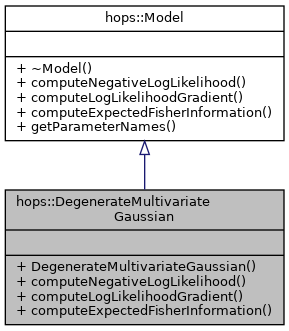 hops::Model
+ ~Model()
+ computeNegativeLogLikelihood()
+ computeLogLikelihoodGradient()
+ computeExpectedFisherInformation()
+ getParameterNames()
hops::DegenerateMultivariate
Gaussian
+ DegenerateMultivariateGaussian()
+ computeNegativeLogLikelihood()
+ computeLogLikelihoodGradient()
+ computeExpectedFisherInformation()